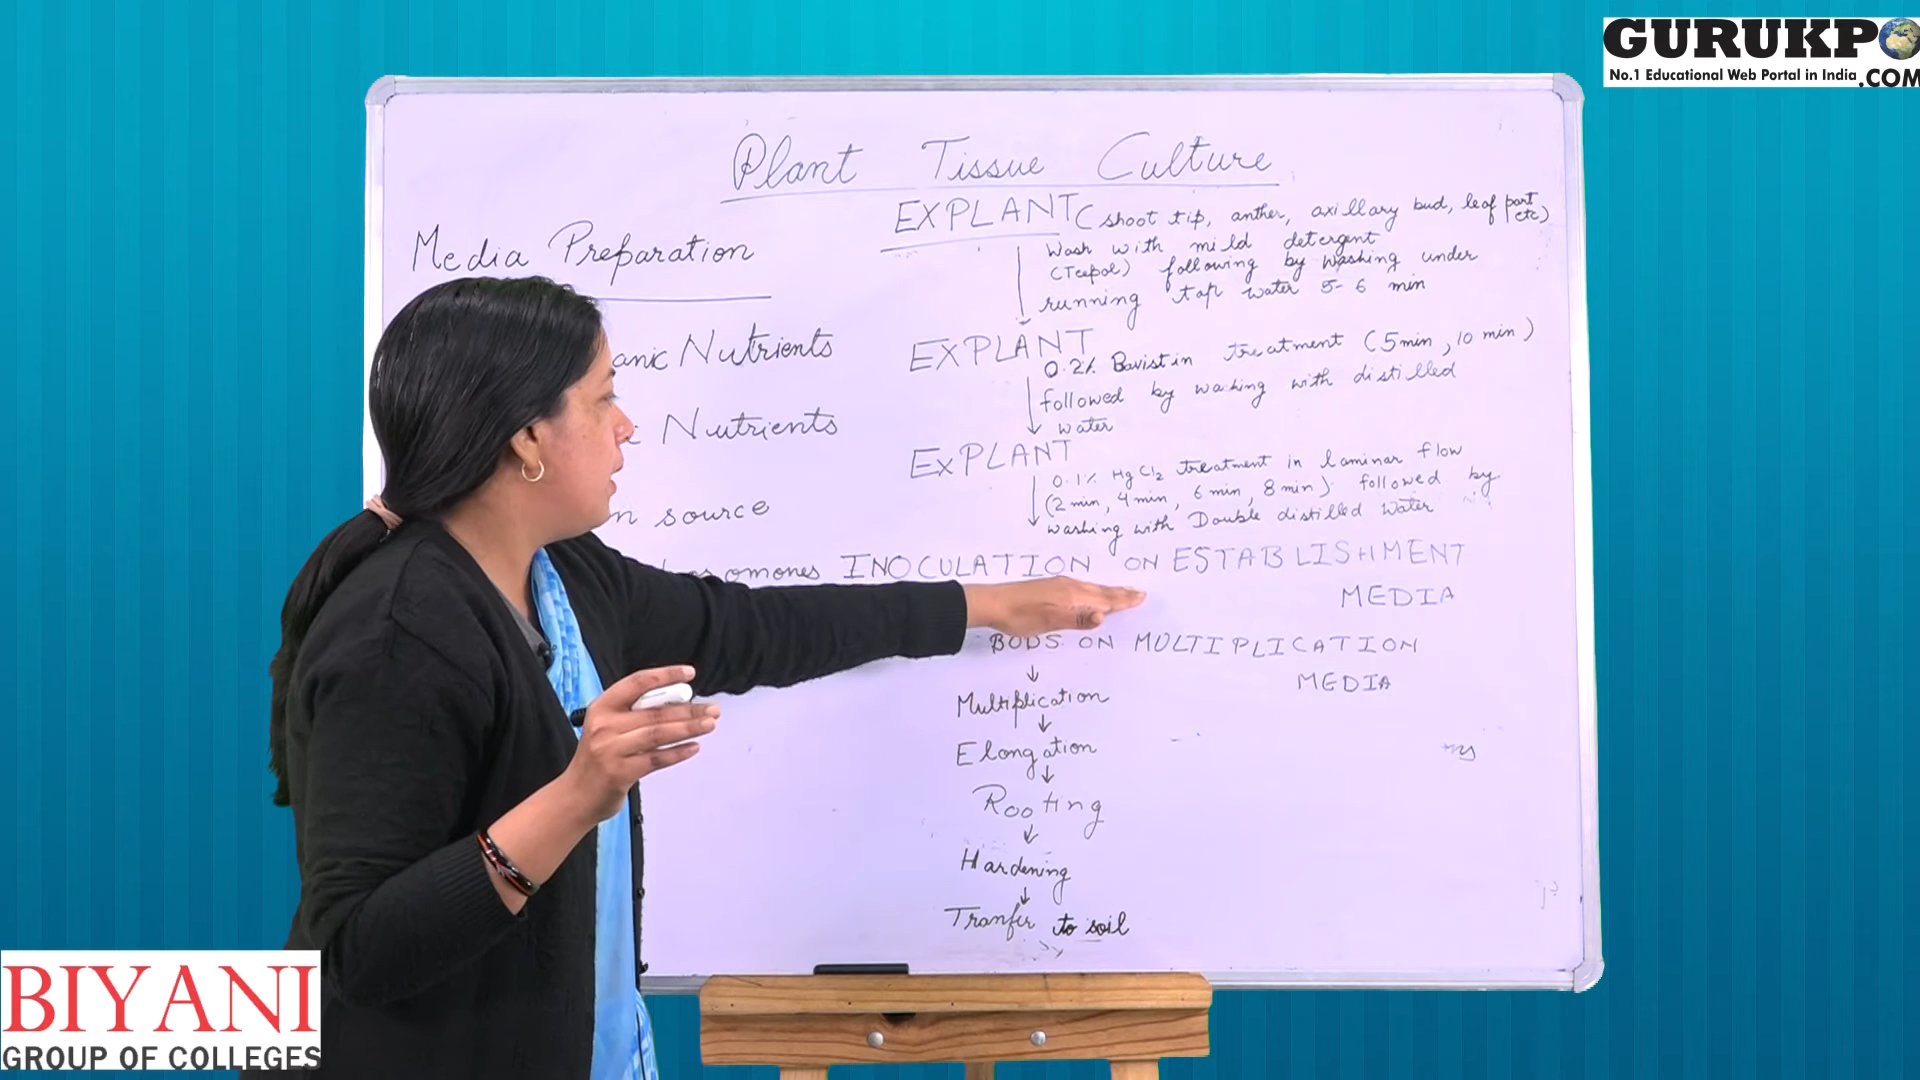 GURUKPO
No.1 Educational Web Portal in India .COM
Plant Tissue Culture
Media Preparation
anic Nutrients
c Nutrients
n source
omones
EXPLANT (shoot tip, anther, axillary bud, leaf part etc)
Wash with mild detergent
(Teepol) following by washing under
running tap water 5-6 min
EXPLANT
0.2% Bavistin treatment (5min, 10 min)
followed by washing with distilled
water
EXPLANT
0.1% HgCl2 treatment in laminar flow
(2 min, 4 min, 6 min, 8 min) followed by
washing with Double distilled Water
INOCULATION ON ESTABLISHMENT
MEDIA
BUDS ON MULTIPLICATION
MEDIA
Multiplication
Elongation
Rooting
Hardening
Tranfer to soil
BIYANI
GROUP OF COLLEGES